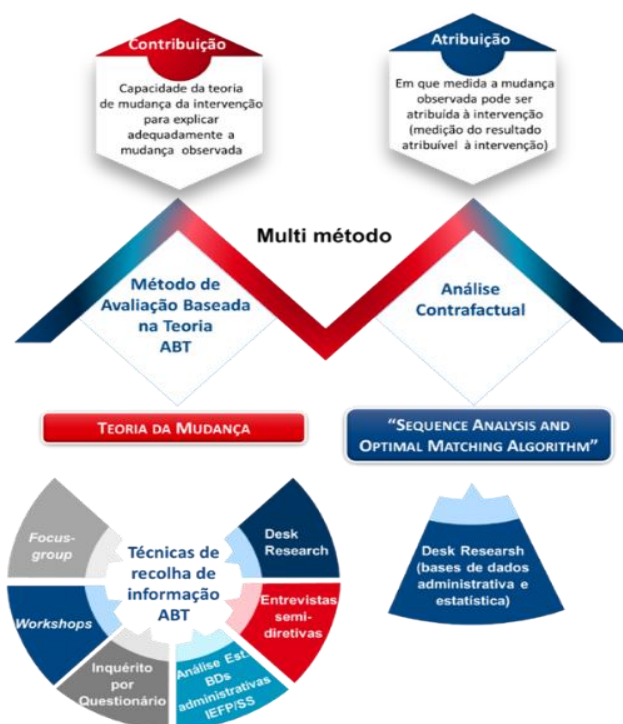 Contribuição
Capacidade da teoria
de mudança da intervenção
para explicar
adequadamente a
mudança observada
Atribuição
Em que medida a mudança
observada pode ser
atribuída à intervenção
(medição do resultado
atribuível à intervenção)
Multi método
Método de
Avaliação Baseada
na Teoria
ABT
Análise
Contrafactual
TEORIA DA MUDANÇA
“SEQUENCE ANALYSIS AND
OPTIMAL MATCHING ALGORITHM”
Focus-
group
Workshops
Inquérito
por
Questionário
Análise Est.
BDs
administrativas
IEFP/SS
Entrevistas
semi-
diretivas
Desk
Research
Técnicas de
recolha de
informação
ABT
Desk Researsh
(bases de dados
administrativa e
estatística)